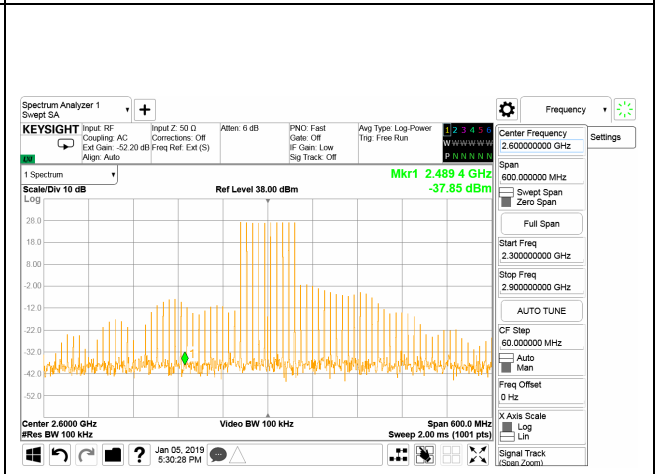 Spectrum Analyzer 1
Swept SA
+
Frequency
KEYSIGHT
Input: RF
Coupling: AC
Ext Gain: -52.20 dB
Align: Auto
Input Z: 50 Ω
Corrections: Off
Freq Ref: Ext (S)
Atten: 6 dB
PNO: Fast
Gate: Off
IF Gain: Low
Sig Track: Off
Avg Type: Log-Power
Trig: Free Run
1 2 3 4 5 6
W W W W W W
P N N N N N
LXI
1 Spectrum
Scale/Div 10 dB
Ref Level 38.00 dBm
Mkr1 2.489 4 GHz
-37.85 dBm
Log
28.0
18.0
8.00
-2.00
-12.0
-22.0
-32.0
-42.0
-52.0
1
Center 2.6000 GHz
#Res BW 100 kHz
Video BW 100 kHz
Span 600.0 MHz
Sweep 2.00 ms (1001 pts)
Center Frequency
2.600000000 GHz
Settings
Span
600.000000 MHz
Swept Span
Zero Span
Full Span
Start Freq
2.300000000 GHz
Stop Freq
2.900000000 GHz
AUTO TUNE
CF Step
60.000000 MHz
Auto
Man
Freq Offset
0 Hz
X Axis Scale
Log
Lin
Signal Track
(Span Zoom)
?
Jan 05, 2019
5:30:28 PM